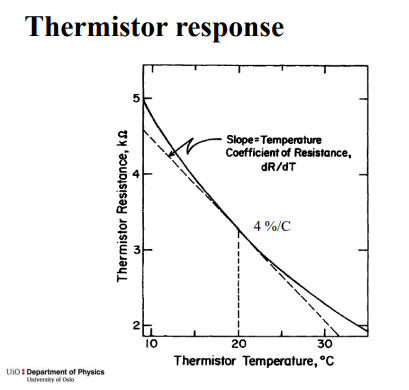 Thermistor response
5
4
3
2
Thermistor Resistance, kΩ
Slope=Temperature
Coefficient of Resistance,
dR/dT
4 %/C
10
20
30
Thermistor Temperature, °C
UiO Department of Physics
University of Oslo